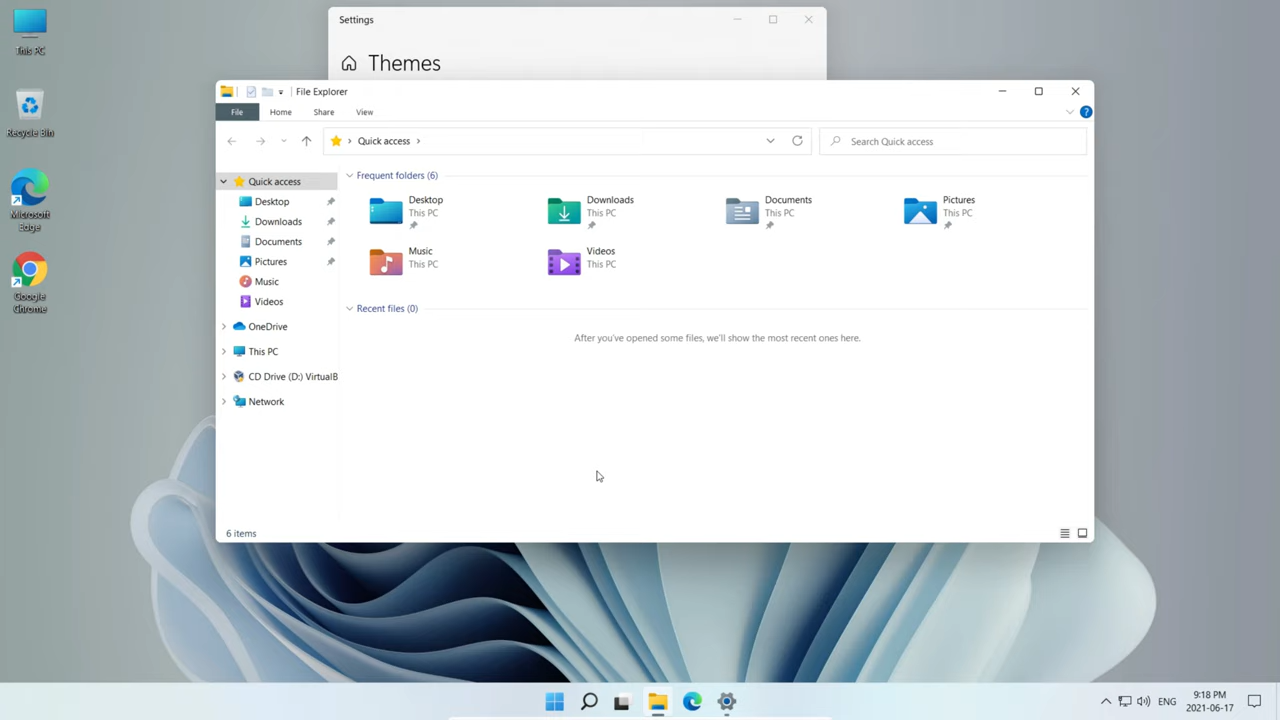 This PC
Recycle Bin
Microsoft
Edge
Google
Chrome
Settings
Themes
File Explorer
File Home Share View
Quick access
Search Quick access
Quick access
Desktop
Downloads
Documents
Pictures
Music
Videos
OneDrive
This PC
CD Drive (D:) VirtualB
Network
Frequent folders (6)
Desktop
This PC
Downloads
This PC
Documents
This PC
Pictures
This PC
Music
This PC
Videos
This PC
Recent files (0)
After you've opened some files, we'll show the most recent ones here.
6 items
ENG
9:18 PM
2021-06-17